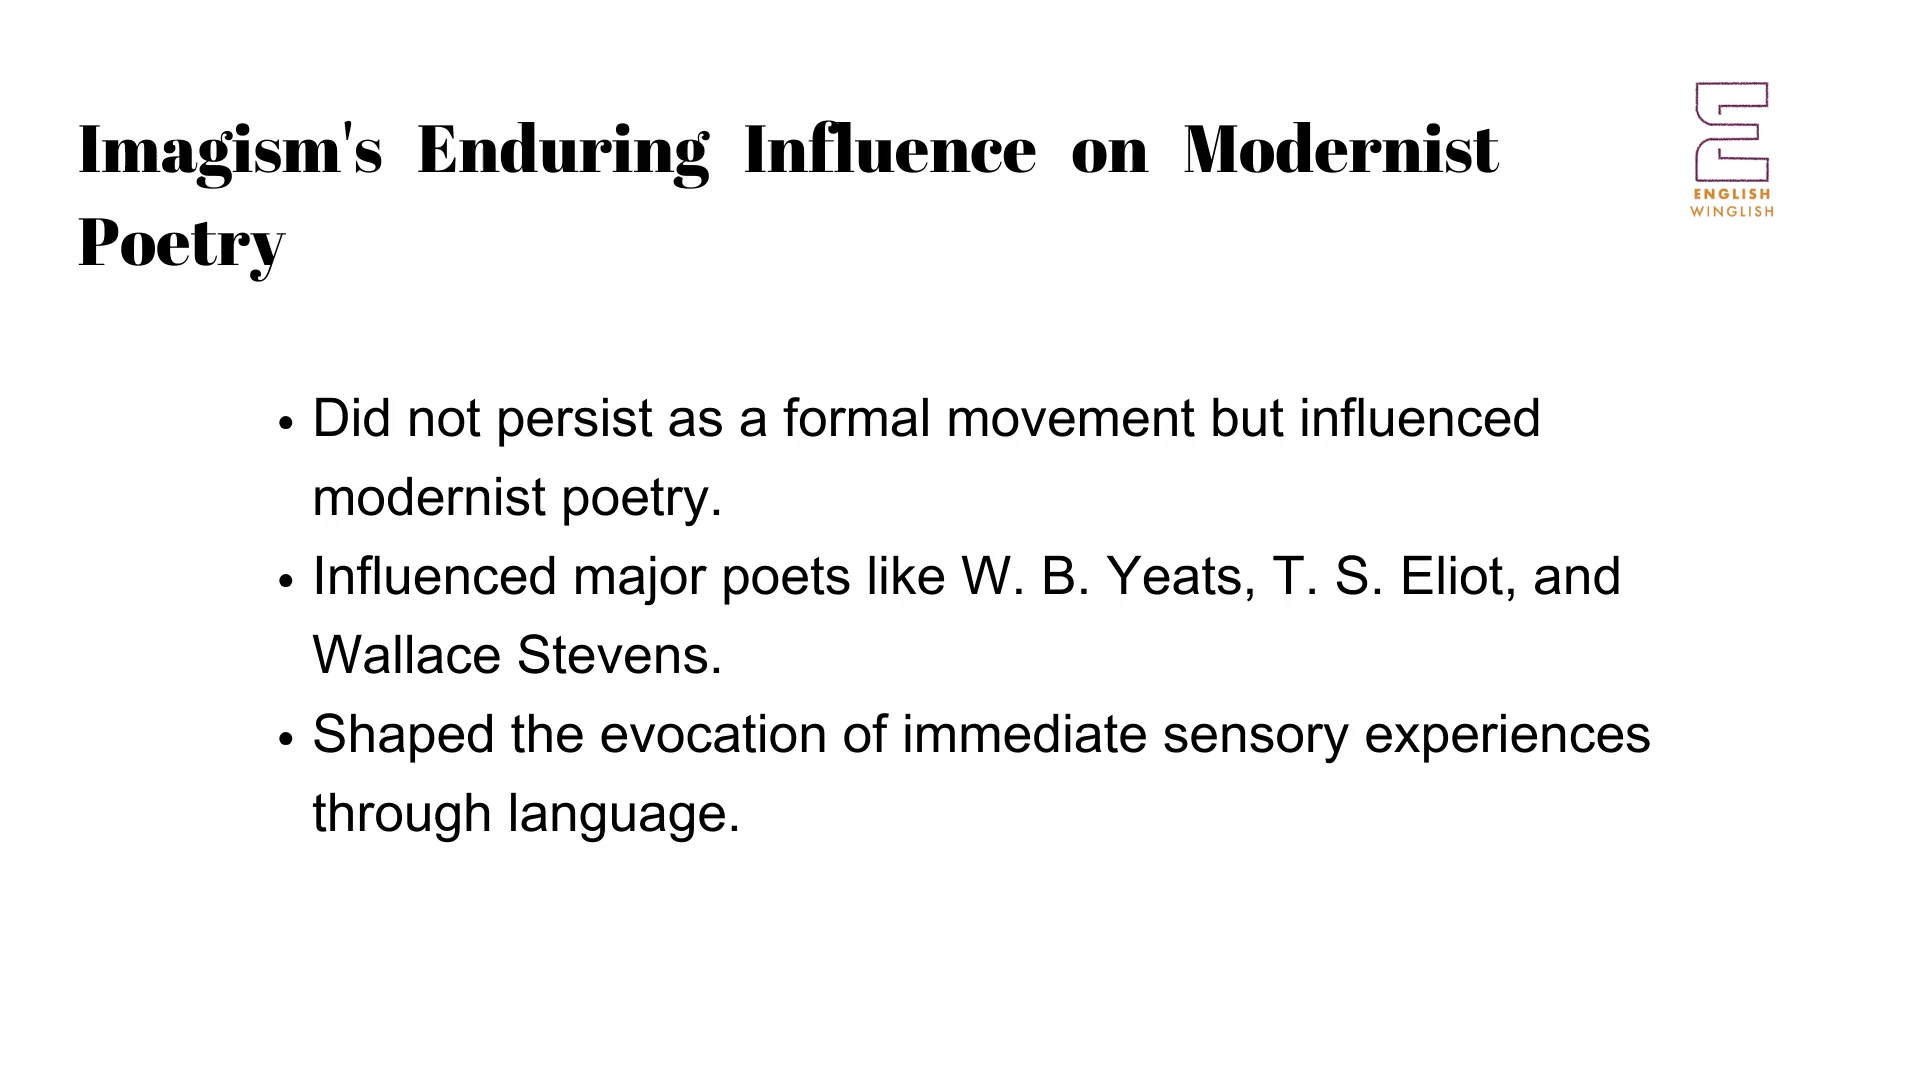 Imagism's Enduring Influence on Modernist
Poetry
ENGLISH
WINGLISH
• Did not persist as a formal movement but influenced
modernist poetry.
• Influenced major poets like W. B. Yeats, T. S. Eliot, and
Wallace Stevens.
• Shaped the evocation of immediate sensory experiences
through language.